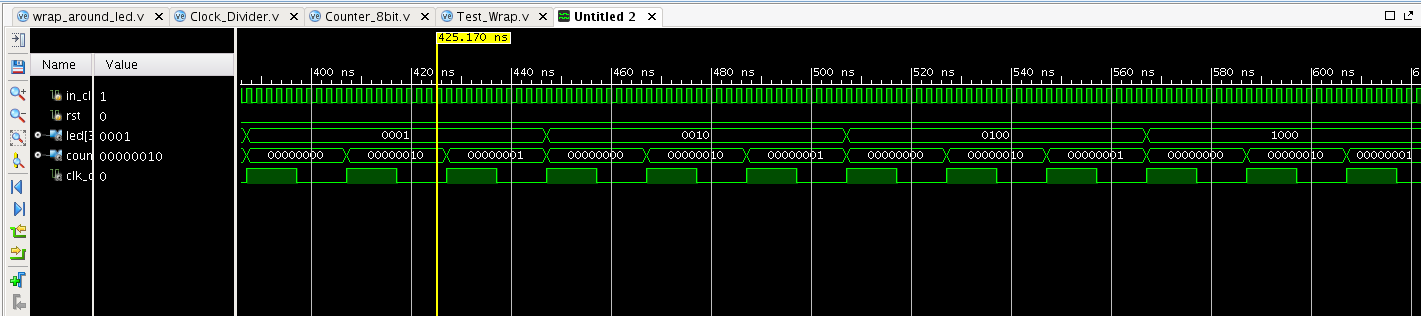 wrap_around_led.v Clock_Divider.v Counter_8bit.v Test_Wrap.v Untitled 2
425.170 ns
Name Value
400 ns 420 ns 440 ns 460 ns 480 ns 500 ns 520 ns 540 ns 560 ns 580 ns 600 ns 6
in_cl 1
rst 0
led[3 0001 0001 0010 0100 1000
coun 00000010 00000000 00000010 00000001 00000000 00000010 00000001 00000000 00000010 00000001 00000000 00000010 00000001
clk_o 0